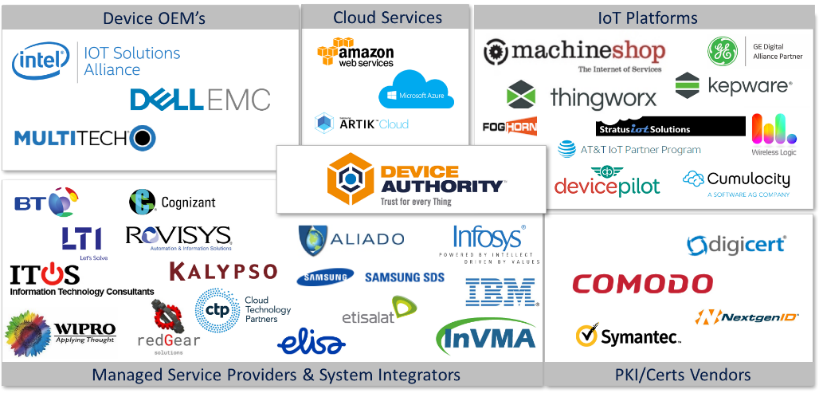 Device OEM's
intel
IOT Solutions
Alliance
DELLEMC
MULTITECH
Cloud Services
amazon
web services
Microsoft Azure
ARTIK Cloud
IoT Platforms
machineshop
The Internet of Services
GE Digital
Alliance Partner
thingworx
kepware®
FOGHORN
Stratus iot Solutions
Wireless Logic
AT&T IoT Partner Program
devicepilot
Cumulocity
A SOFTWARE AG COMPANY
DEVICE
AUTHORITY®
Trust for every Thing
BT
Cognizant
LTI
Let's Solve
ROVISYS
Automation & Information Solutions
ITOS
Information Technology Consultants
KALYPSO
WIPRO
Applying Thought
redGear
solutions
ctp
Cloud
Technology
Partners
ALIADO
Infosys®
POWERED BY INTELLECT
DRIVEN BY VALUES
SAMSUNG
SAMSUNG SDS
IBM
etisalat
elisa
InVMA
Managed Service Providers & System Integrators
digicert®
COMODO
NextgenID®
Symantec™
PKI/Certs Vendors